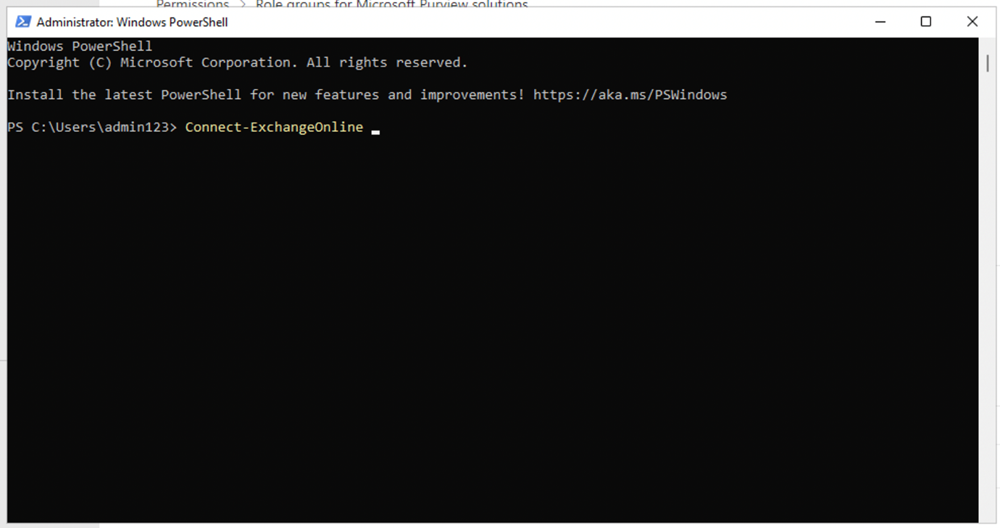 Permissions > Role groups for Microsoft Purview solutions
Administrator: Windows PowerShell
Windows PowerShell
Copyright (C) Microsoft Corporation. All rights reserved.
Install the latest PowerShell for new features and improvements! https://aka.ms/PSWindows
PS C:\Users\admin123> Connect-ExchangeOnline